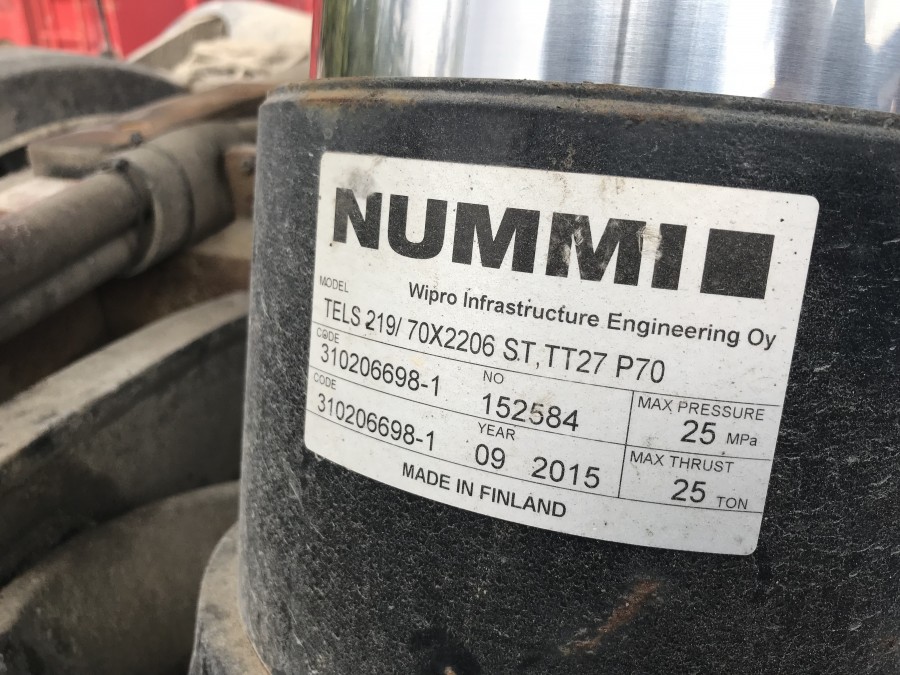 NUMMI
Wipro Infrastructure Engineering Oy
MODEL
TELS 219/ 70X2206 S.T,TT27 P70
CODE
310206698-1
NO
152584
MAX PRESSURE
25 MPa
CODE
310206698-1
YEAR
09 2015
MAX THRUST
25 TON
MADE IN FINLAND